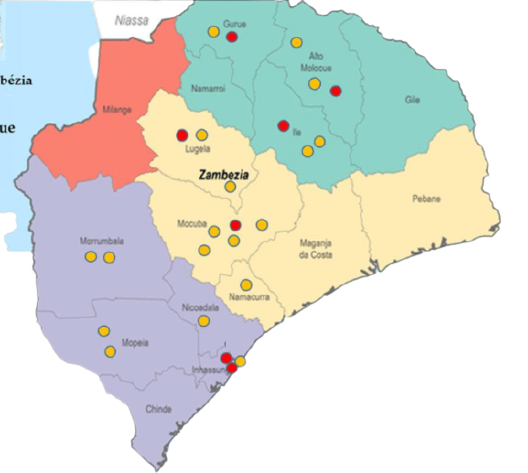 Niassa
Gurue
Alto
Molocue
bézia
Namarroi
Gile
Milange
ue
Ile
Lugela
Zambezia
Pebane
Mocuba
Morrumbala
Maganja
da Costa
Namacurra
Nicoadala
Mopeia
Inhassun
Chinde